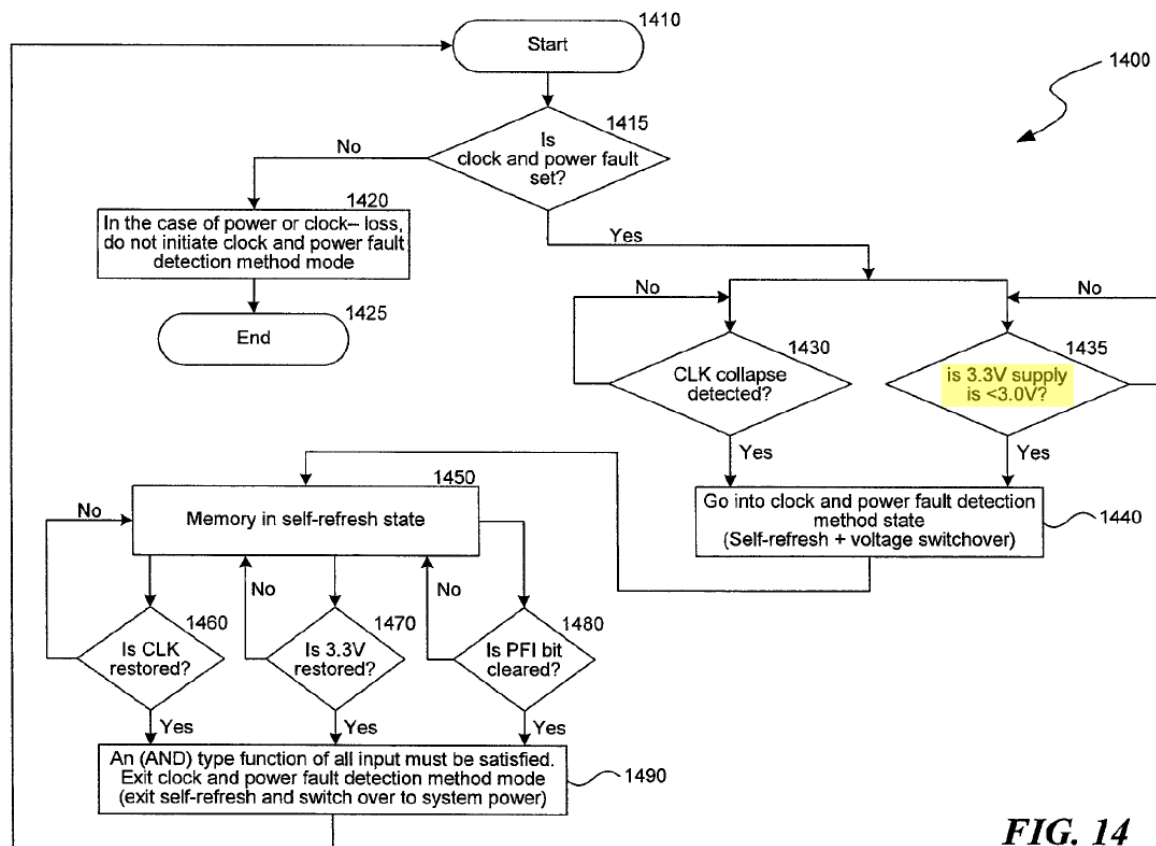 1410
Start
1400
1415
Is
clock and power fault
set?
No
Yes
1420
In the case of power or clock– loss,
do not initiate clock and power fault
detection method mode
1425
End
No
No
1430
CLK collapse
detected?
1435
is 3.3V supply
is <3.0V?
Yes
Yes
1440
Go into clock and power fault detection
method state
(Self-refresh + voltage switchover)
1450
Memory in self-refresh state
No
No
No
1460
Is CLK
restored?
1470
Is 3.3V
restored?
1480
Is PFI bit
cleared?
Yes
Yes
Yes
An (AND) type function of all input must be satisfied.
Exit clock and power fault detection method mode
(exit self-refresh and switch over to system power)
1490
FIG. 14